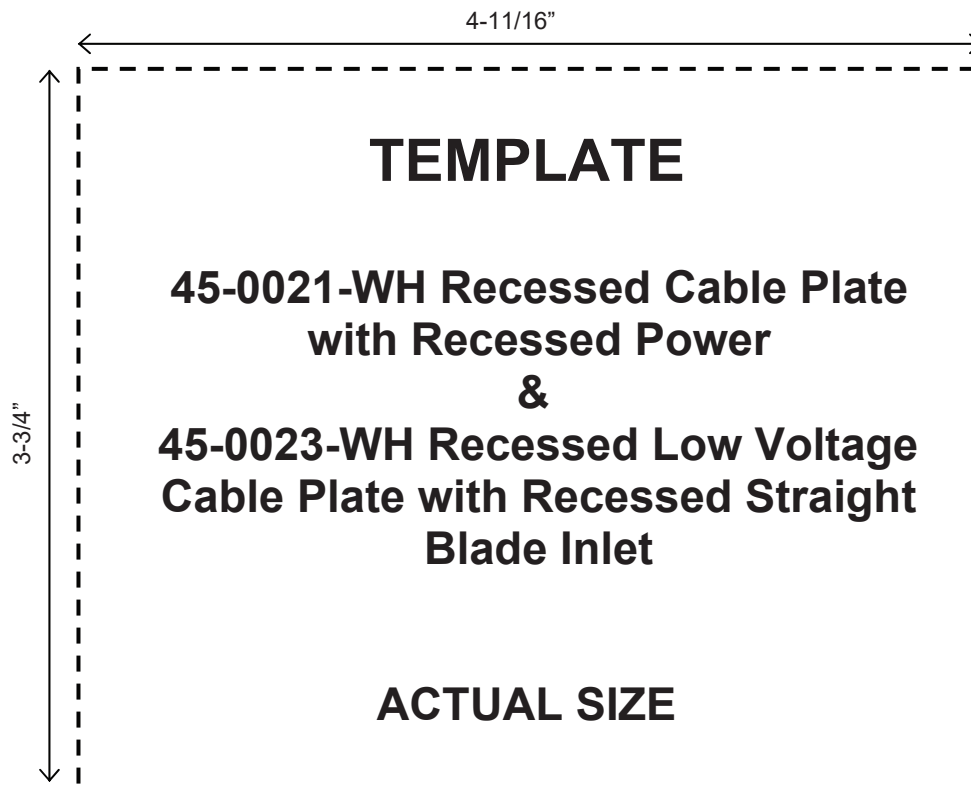 4-11/16”
3-3/4”
TEMPLATE
45-0021-WH Recessed Cable Plate
with Recessed Power
&
45-0023-WH Recessed Low Voltage
Cable Plate with Recessed Straight
Blade Inlet
ACTUAL SIZE